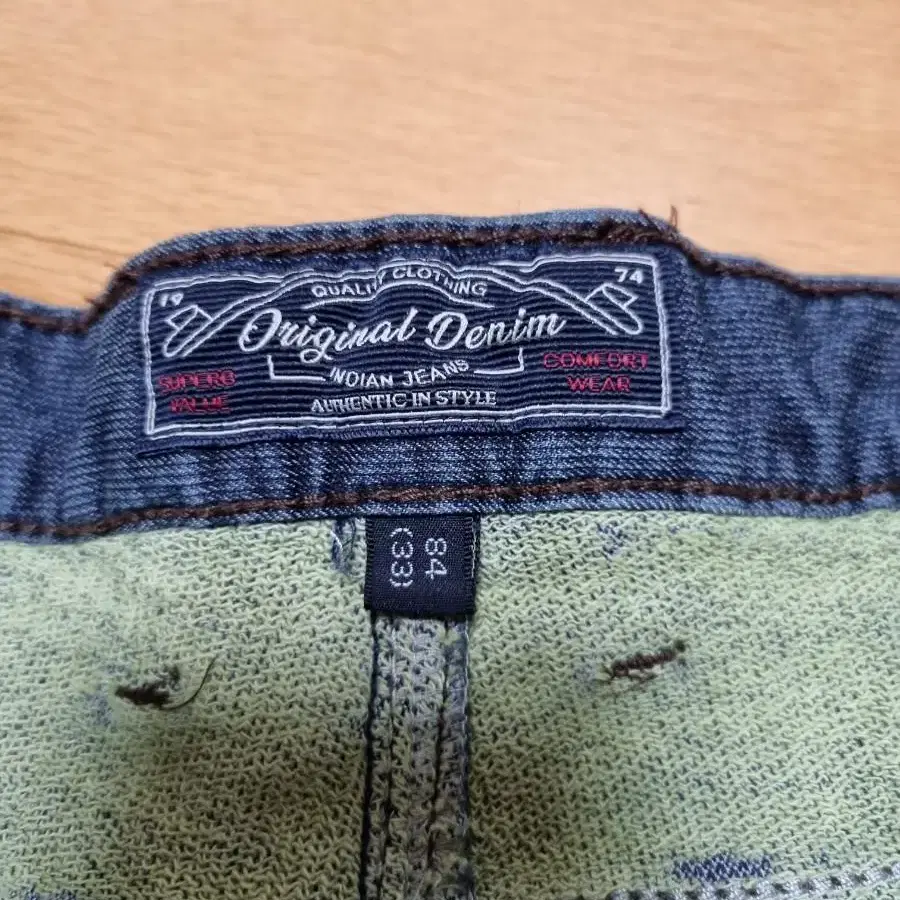 QUALITY CLOTHING
19 74
Original Denim
INDIAN JEANS
SUPERB VALUE
COMFORT WEAR
AUTHENTIC IN STYLE
84
(33)